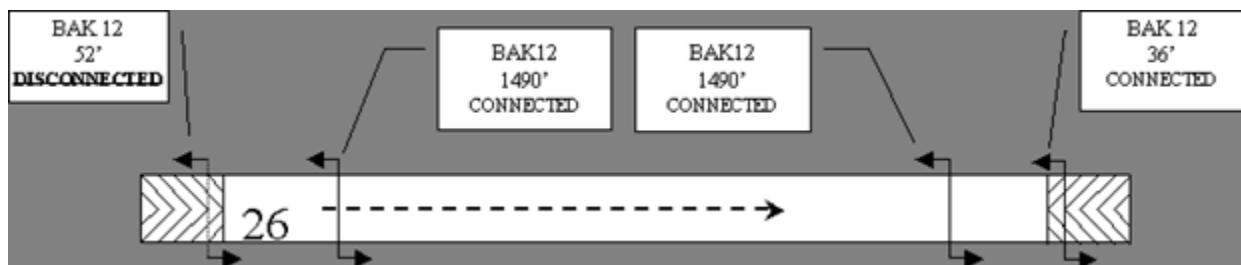 BAK 12
52’
DISCONNECTED
BAK12
1490’
CONNECTED
BAK12
1490’
CONNECTED
BAK 12
36’
CONNECTED
26